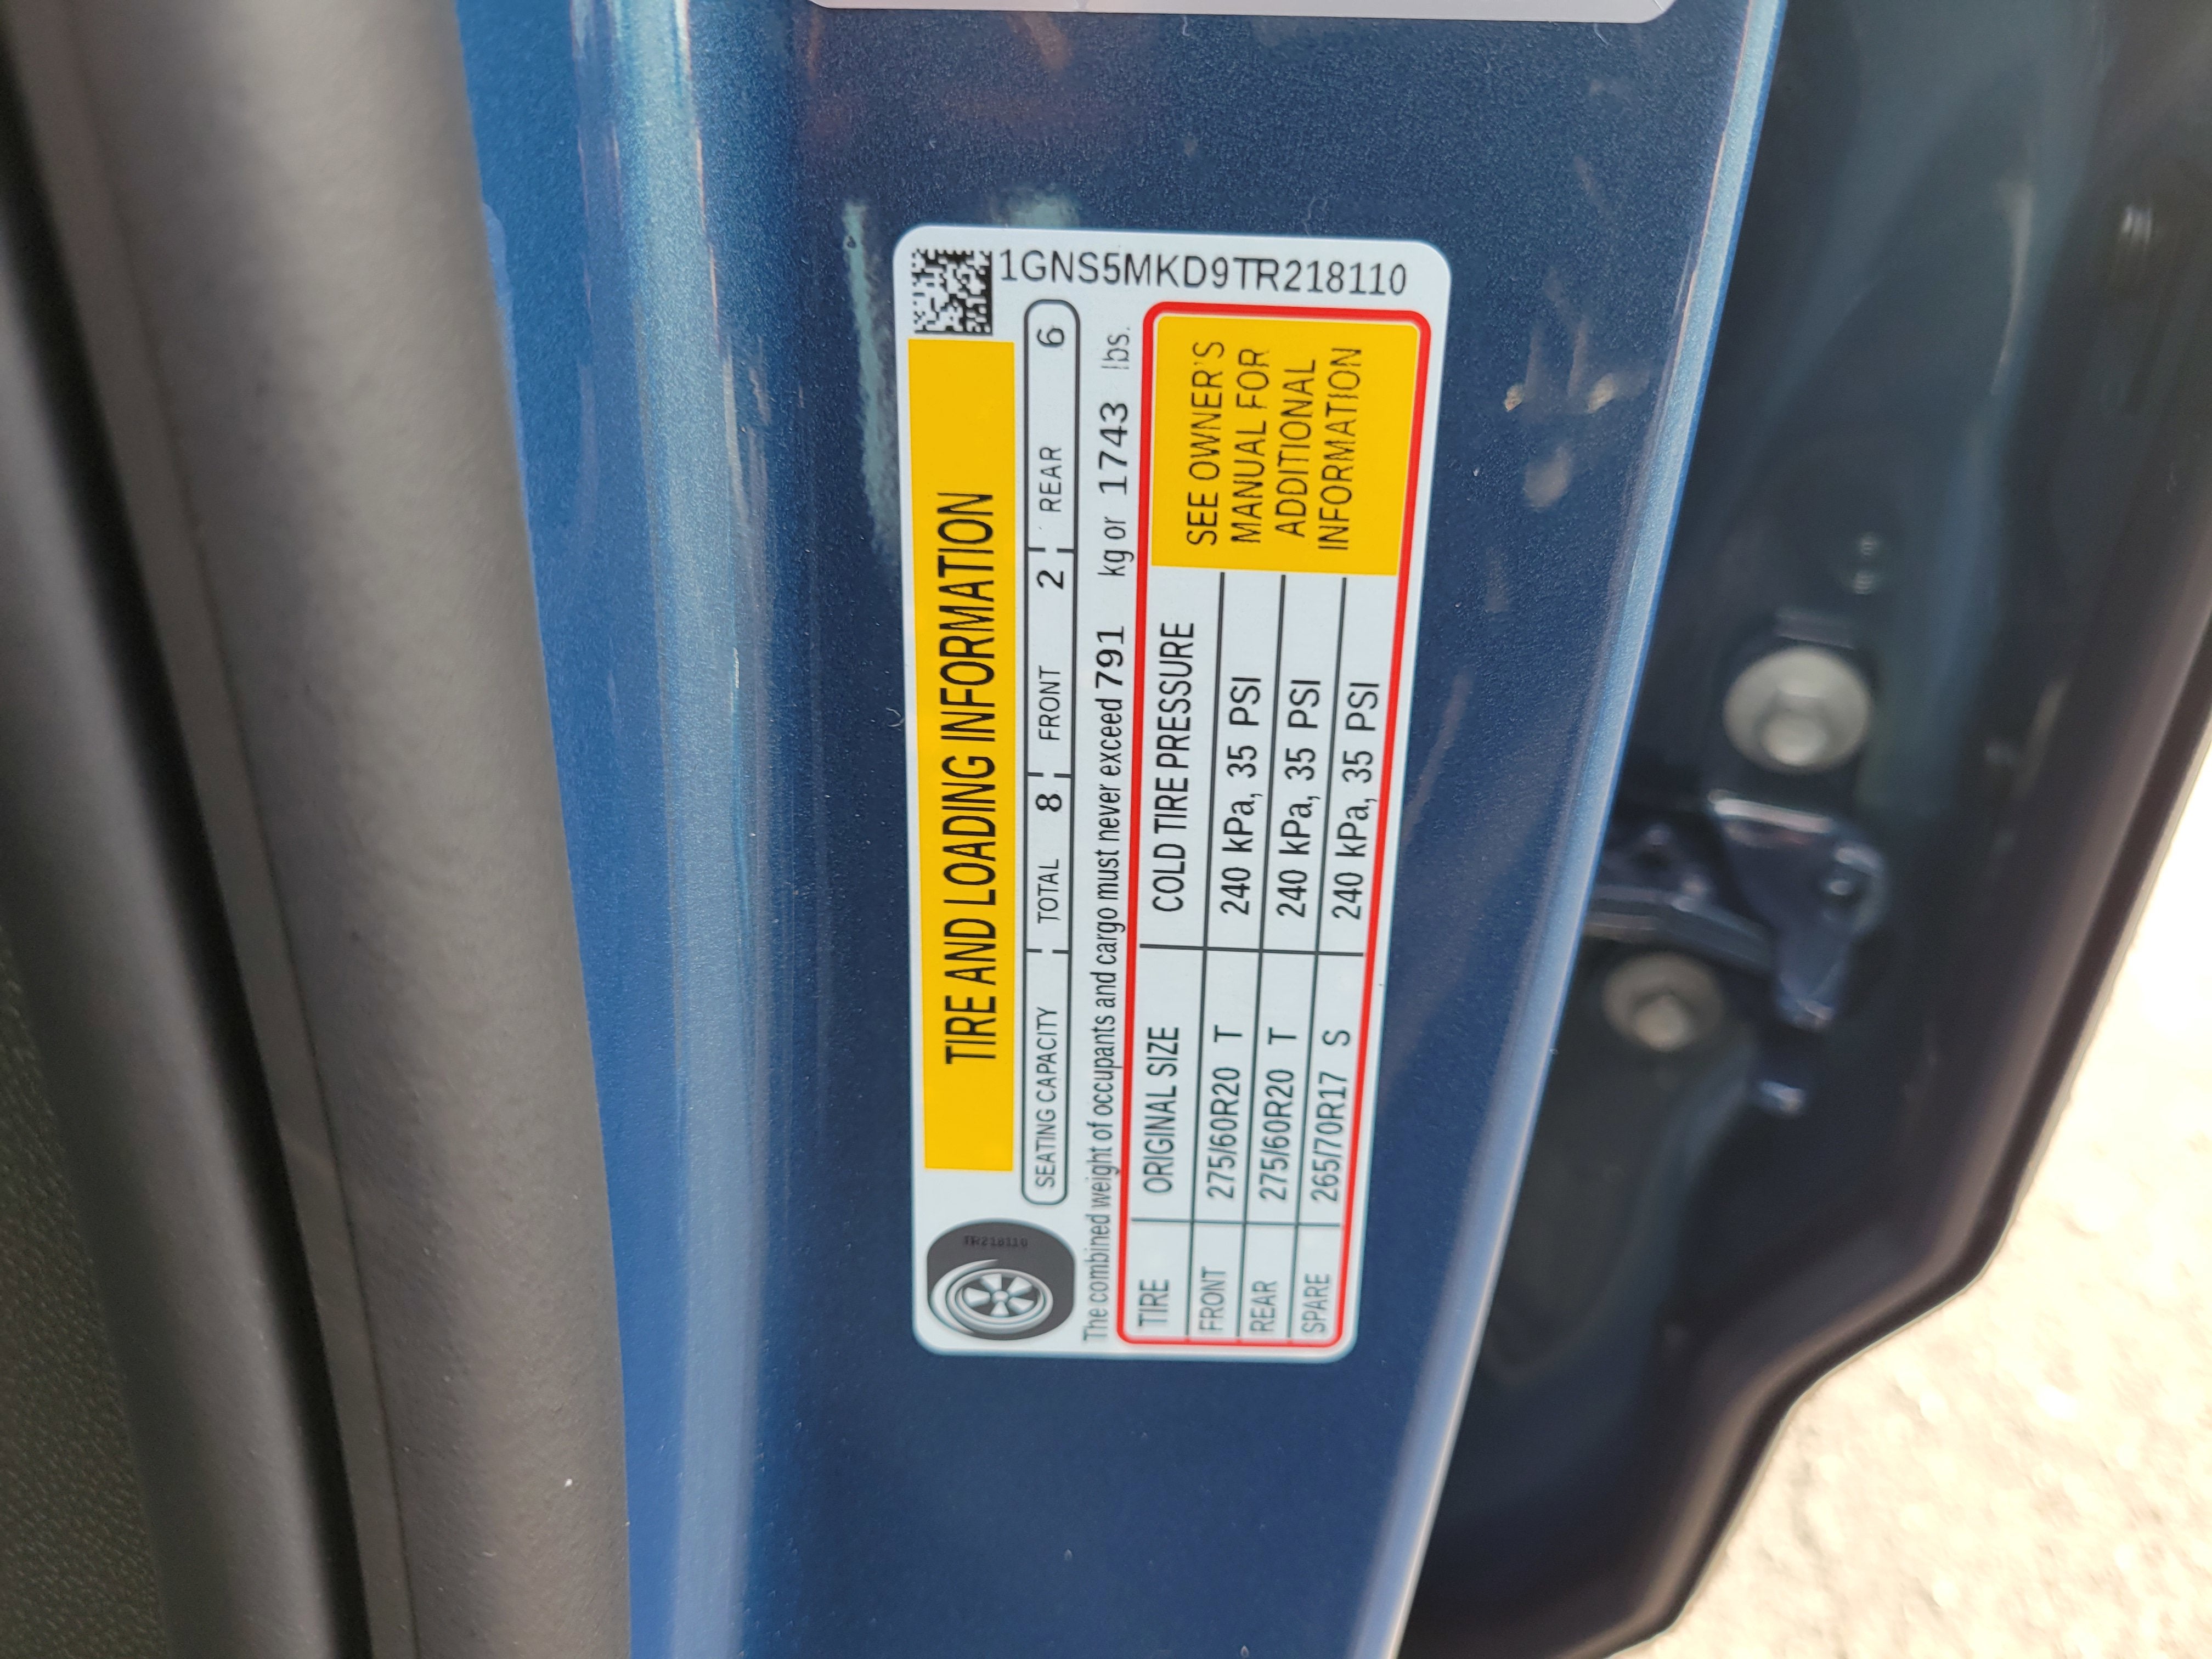 1GNS5MKD9TR218110
TIRE AND LOADING INFORMATION
SEATING CAPACITY TOTAL 8 FRONT 2 REAR 6
The combined weight of occupants and cargo must never exceed 791 kg or 1743 lbs.
TIRE ORIGINAL SIZE COLD TIRE PRESSURE
FRONT 275/60R20 T 240 kPa, 35 PSI
REAR 275/60R20 T 240 kPa, 35 PSI
SPARE 265/70R17 S 240 kPa, 35 PSI
SEE OWNER'S
MANUAL FOR
ADDITIONAL
INFORMATION
TR218110